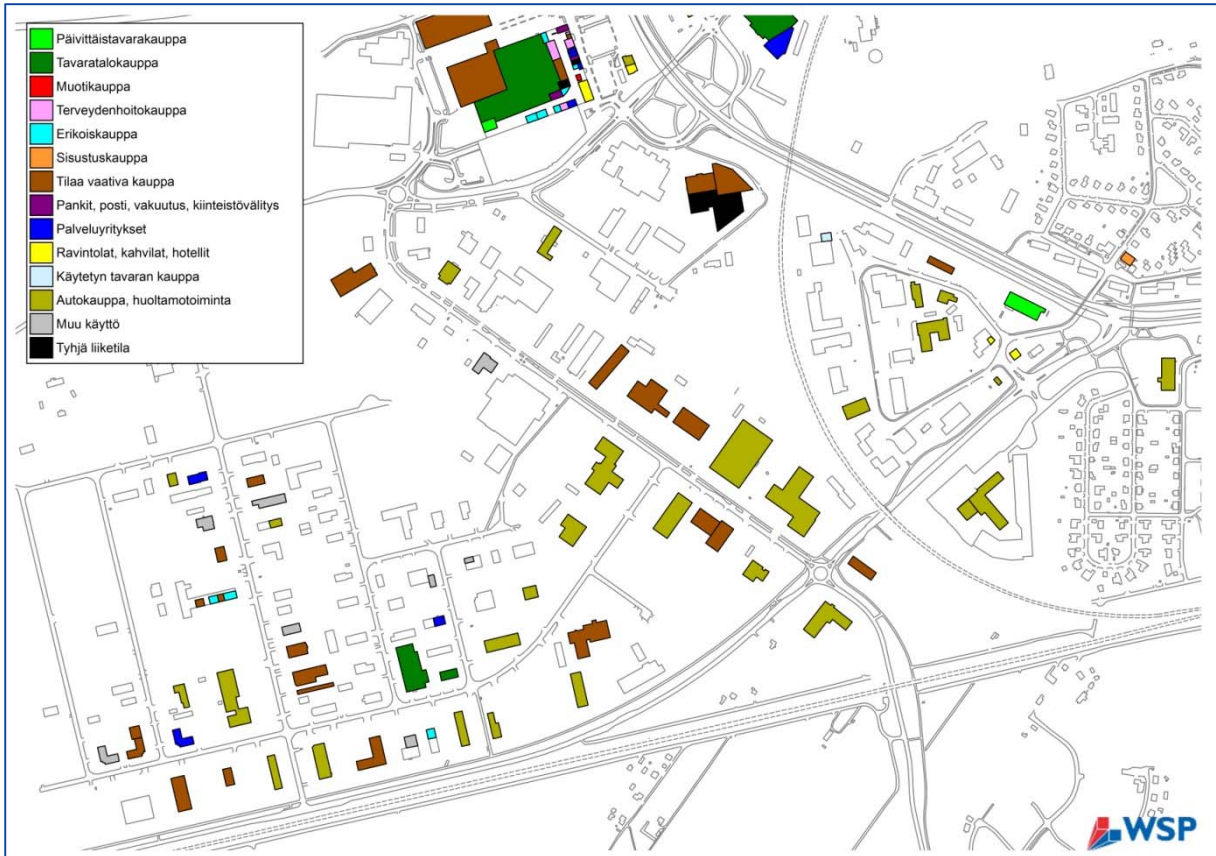 Päivittäistavarakauppa
Tavaratalokauppa
Muotikauppa
Terveydenhoitokauppa
Erikoiskauppa
Sisustuskauppa
Tilaa vaativa kauppa
Pankit, posti, vakuutus, kiinteistövälitys
Palveluyritykset
Ravintolat, kahvilat, hotellit
Käytetyn tavaran kauppa
Autokauppa, huoltamotoiminta
Muu käyttö
Tyhjä liiketila
WSP